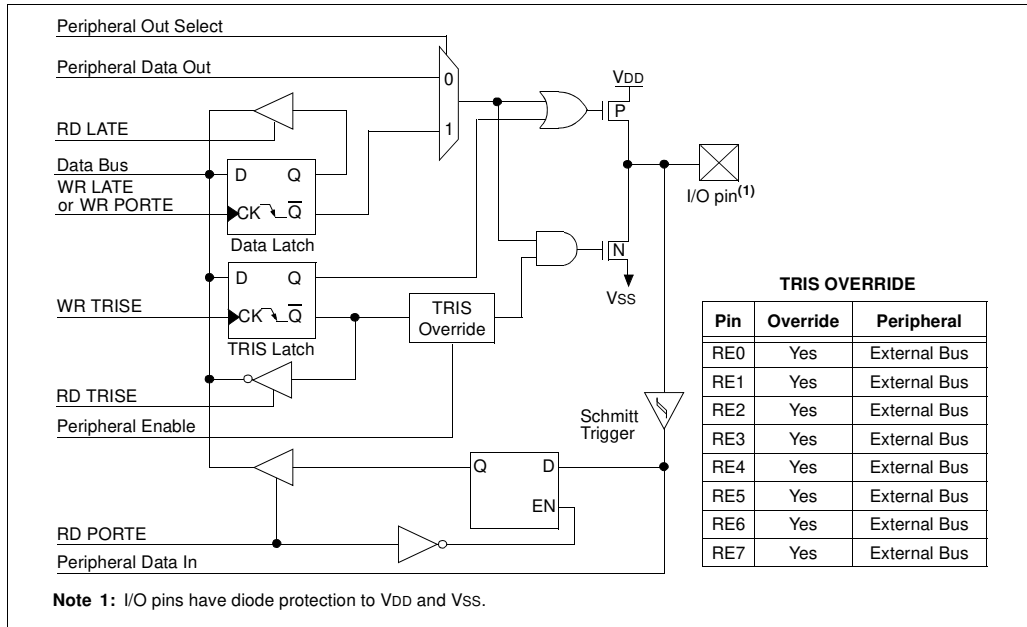 Peripheral Out Select
Peripheral Data Out
0
1
VDD
P
RD LATE
Data Bus
D Q
WR LATE
or WR PORTE
CK Q̅
Data Latch
I/O pin(1)
N
VSS
D Q
WR TRISE
CK Q̅
TRIS Latch
TRIS
Override
RD TRISE
Peripheral Enable
Schmitt
Trigger
Q D
EN
RD PORTE
Peripheral Data In
TRIS OVERRIDE
Pin Override Peripheral
RE0 Yes External Bus
RE1 Yes External Bus
RE2 Yes External Bus
RE3 Yes External Bus
RE4 Yes External Bus
RE5 Yes External Bus
RE6 Yes External Bus
RE7 Yes External Bus
Note 1: I/O pins have diode protection to VDD and VSS.